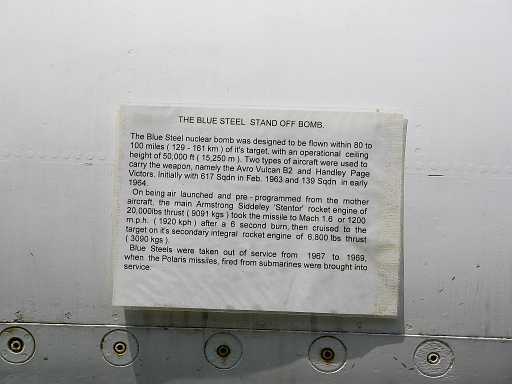 THE BLUE STEEL STAND OFF BOMB.
The Blue Steel nuclear bomb was designed to be flown within 80 to
100 miles ( 129 - 161 km ) of it's target, with an operational ceiling
height of 50,000 ft ( 15,250 m ). Two types of aircraft were used to
carry the weapon, namely the Avro Vulcan B2 and Handley Page
Victors. Initially with 617 Sqdn in Feb. 1963 and 139 Sqdn in early
1964.
On being air launched and pre - programmed from the mother
aircraft, the main Armstrong Siddeley 'Stentor' rocket engine of
20,000lbs thrust ( 9091 kgs ) took the missile to Mach 1.6 or 1200
m.p.h. ( 1920 kph ) after a 6 second burn, then cruised to the
target on it's secondary integral rocket engine of 6,800 lbs thrust
( 3090 kgs ).
Blue Steels were taken out of service from 1967 to 1969,
when the Polaris missiles, fired from submarines were brought into
service.